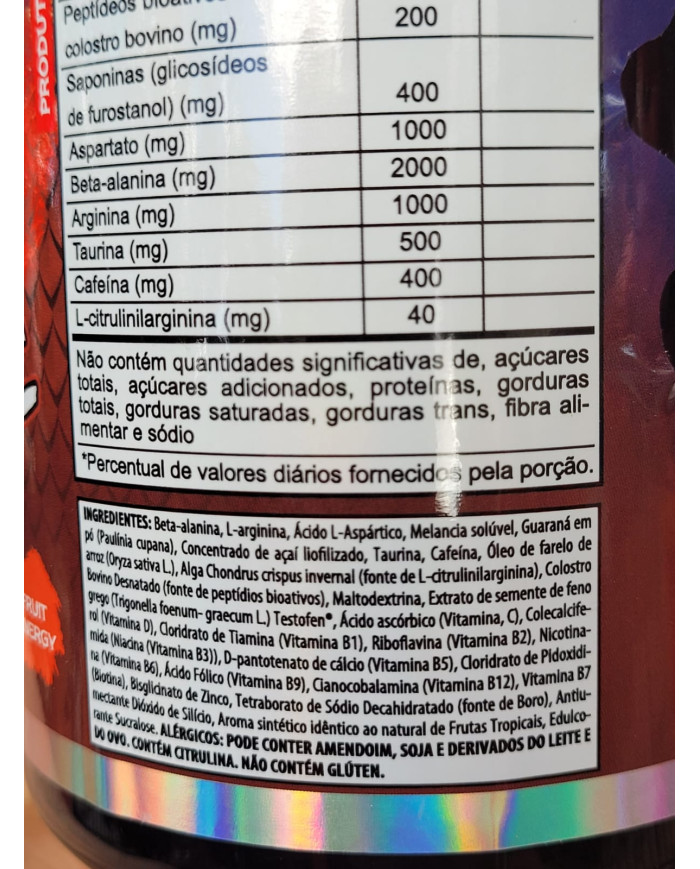 PRODUT
Peptídeos
colostro bovino (mg) 200
Saponinas (glicosídeos
de furostanol) (mg) 400
Aspartato (mg) 1000
Beta-alanina (mg) 2000
Arginina (mg) 1000
Taurina (mg) 500
Cafeína (mg) 400
L-citrulinilarginina (mg) 40
Não contém quantidades significativas de, açúcares
totais, açúcares adicionados, proteínas, gorduras
totais, gorduras saturadas, gorduras trans, fibra ali-
mentar e sódio
*Percentual de valores diários fornecidos pela porção.
INGREDIENTES: Beta-alanina, L-arginina, Ácido L-Aspártico, Melancia solúvel, Guaraná em
pó (Paulínia cupana), Concentrado de açaí liofilizado, Taurina, Cafeína, Óleo de farelo de
arroz (Oryza sativa L.), Alga Chondrus crispus invernal (fonte de L-citrulinilarginina), Colostro
Bovino Desnatado (fonte de peptídios bioativos), Maltodextrina, Extrato de semente de feno
grego (Trigonella foenum- graecum L.) Testofen®, Ácido ascórbico (Vitamina, C), Colecalcife-
rol (Vitamina D), Cloridrato de Tiamina (Vitamina B1), Riboflavina (Vitamina B2), Nicotina-
mida (Niacina (Vitamina B3)), D-pantotenato de cálcio (Vitamina B5), Cloridrato de Pidoxidi-
na (Vitamina B6), Ácido Fólico (Vitamina B9), Cianocobalamina (Vitamina B12), Vitamina B7
(Biotina), Bisglicinato de Zinco, Tetraborato de Sódio Decahidratado (fonte de Boro), Antiu-
mectante Dióxido de Silício, Aroma sintético idêntico ao natural de Frutas Tropicais, Edulco-
rante Sucralose. ALÉRGICOS: PODE CONTER AMENDOIM, SOJA E DERIVADOS DO LEITE E
DO OVO. CONTÉM CITRULINA. NÃO CONTÉM GLÚTEN.
FRUIT
ERGY